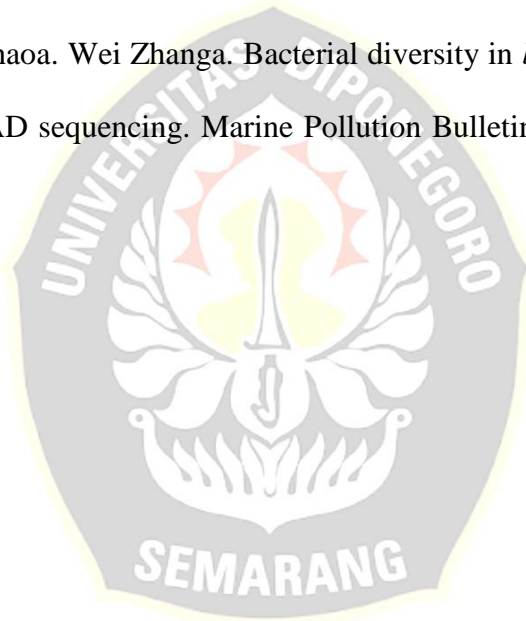 haoa. Wei Zhanga. Bacterial diversity in
AD sequencing. Marine Pollution Bulletin
UNIVERSITAS DIPONEGORO
SEMARANG